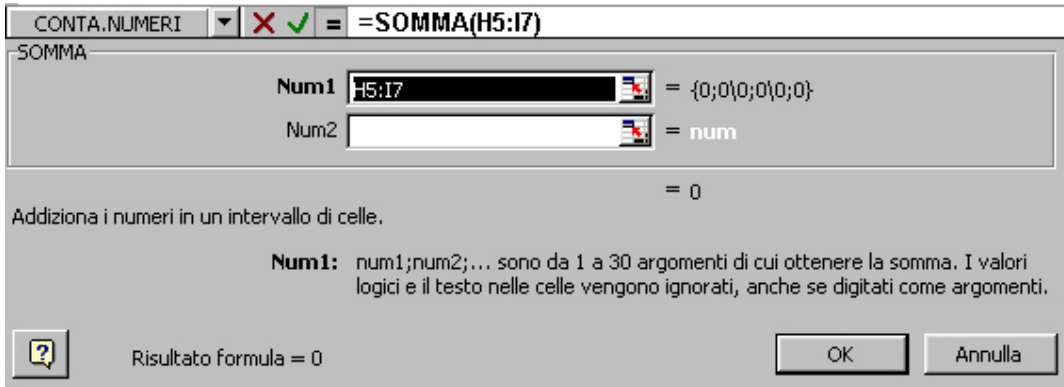 CONTA.NUMERI = =SOMMA(H5:I7)
SOMMA
Num1 H5:I7 = {0;0\0;0\0;0}
Num2 = num
= 0
Addiziona i numeri in un intervallo di celle.
Num1: num1;num2;... sono da 1 a 30 argomenti di cui ottenere la somma. I valori
logici e il testo nelle celle vengono ignorati, anche se digitati come argomenti.
? Risultato formula = 0 OK Annulla